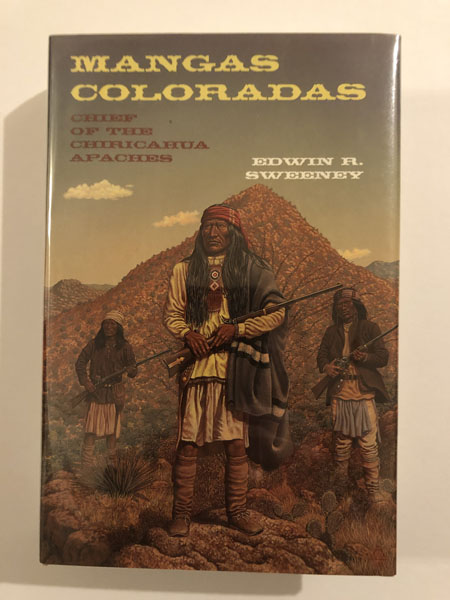 MANGAS
COLORADAS
CHIEF
OF THE
CHIRICAHUA
APACHES
EDWIN R.
SWEENEY